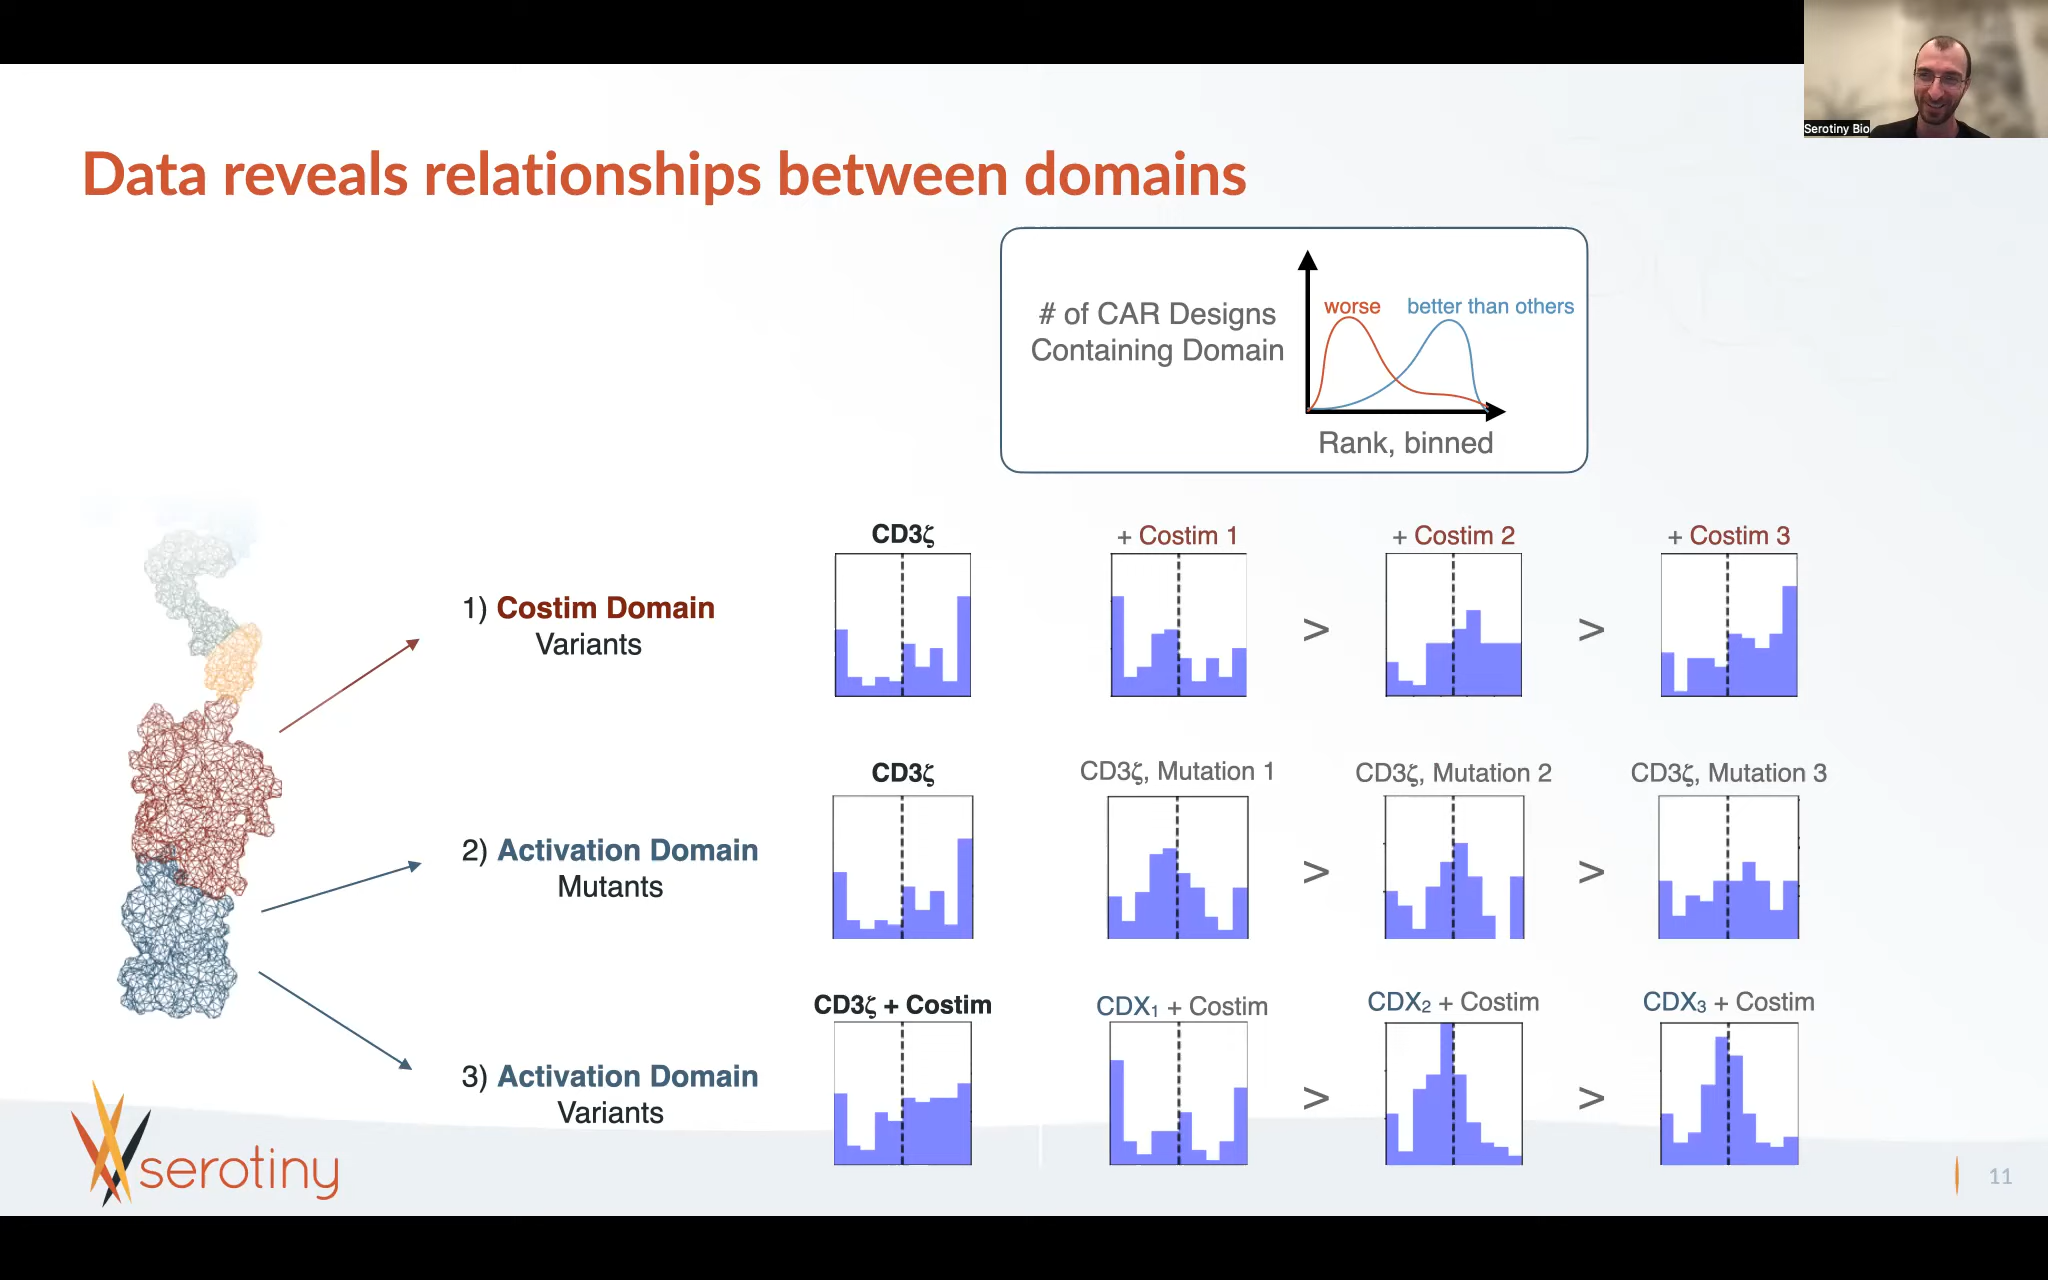 Serotiny Bio
Data reveals relationships between domains
# of CAR Designs
Containing Domain
worse
better than others
Rank, binned
1) Costim Domain
Variants
CD3ζ
+ Costim 1
>
+ Costim 2
>
+ Costim 3
2) Activation Domain
Mutants
CD3ζ
CD3ζ, Mutation 1
>
CD3ζ, Mutation 2
>
CD3ζ, Mutation 3
3) Activation Domain
Variants
CD3ζ + Costim
CDX₁ + Costim
>
CDX₂ + Costim
>
CDX₃ + Costim
serotiny
11